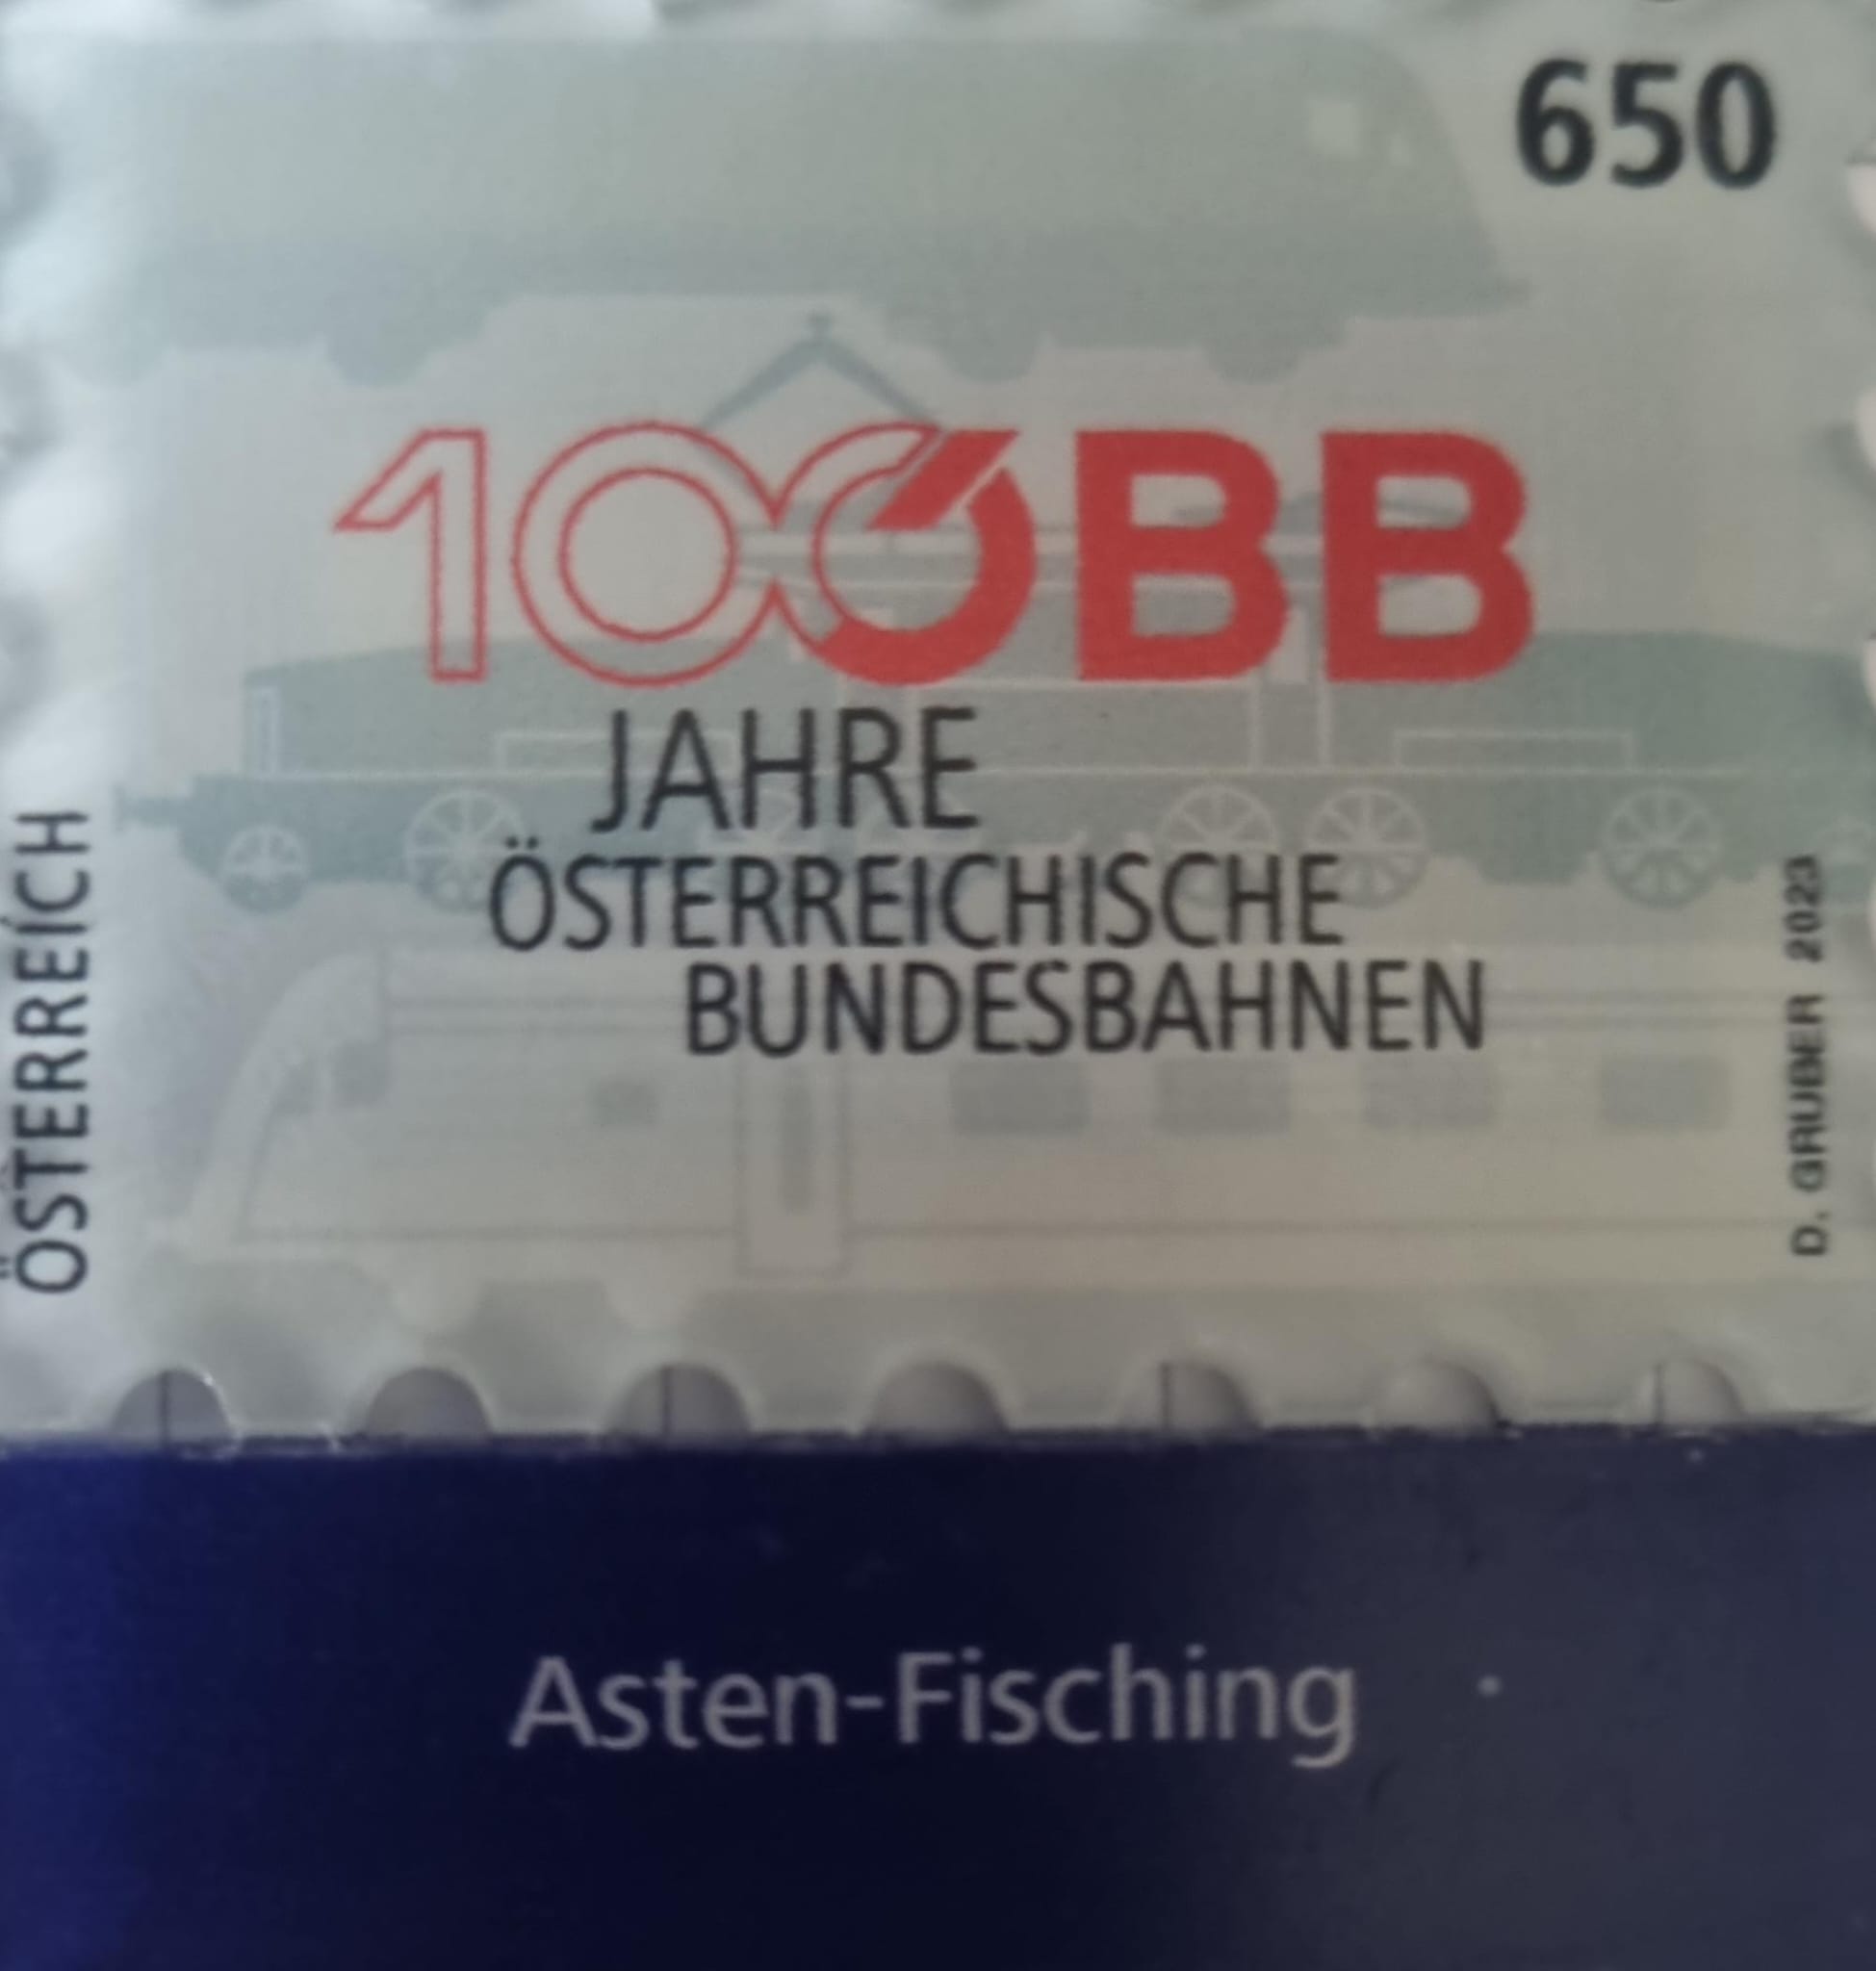 650
100BB
JAHRE
ÖSTERREICHISCHE
BUNDESBAHNEN
ÖSTERREICH
D. GRUBER 2023
Asten-Fisching